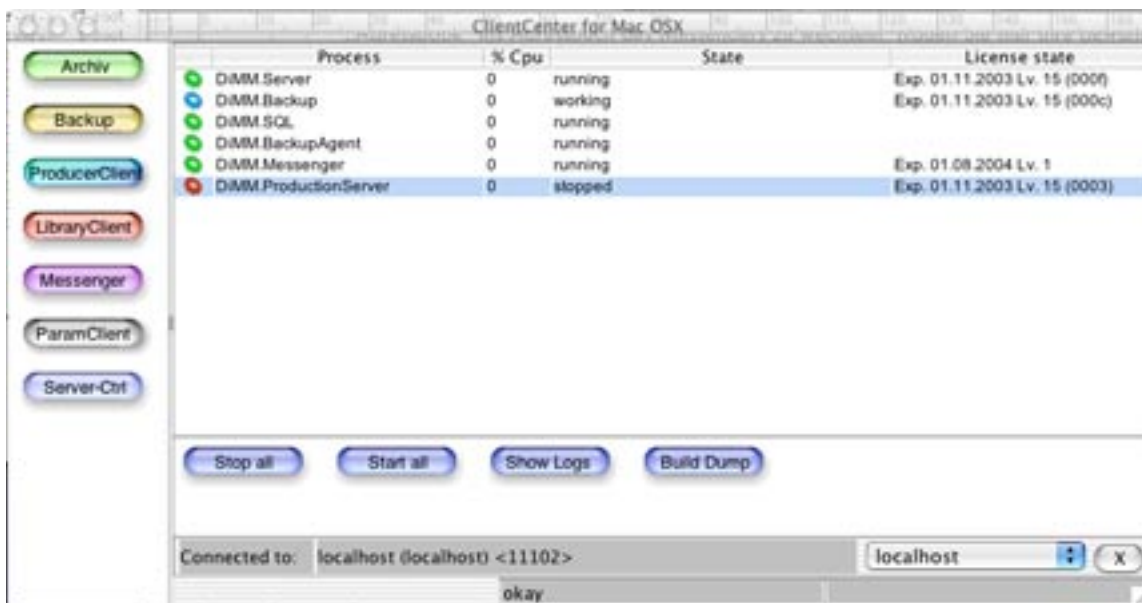 ClientCenter for Mac OSX
Archiv
Backup
ProducerClient
LibraryClient
Messenger
ParamClient
Server-Ctrl
Process % Cpu State License state
DiMM.Server 0 running Exp. 01.11.2003 Lv. 15 (000f)
DiMM.Backup 0 working Exp. 01.11.2003 Lv. 15 (000c)
DiMM.SQL 0 running
DiMM.BackupAgent 0 running
DiMM.Messenger 0 running Exp. 01.08.2004 Lv. 1
DiMM.ProductionServer 0 stopped Exp. 01.11.2003 Lv. 15 (0003)
Stop all Start all Show Logs Build Dump
Connected to: localhost (localhost) <11102> localhost X
okay